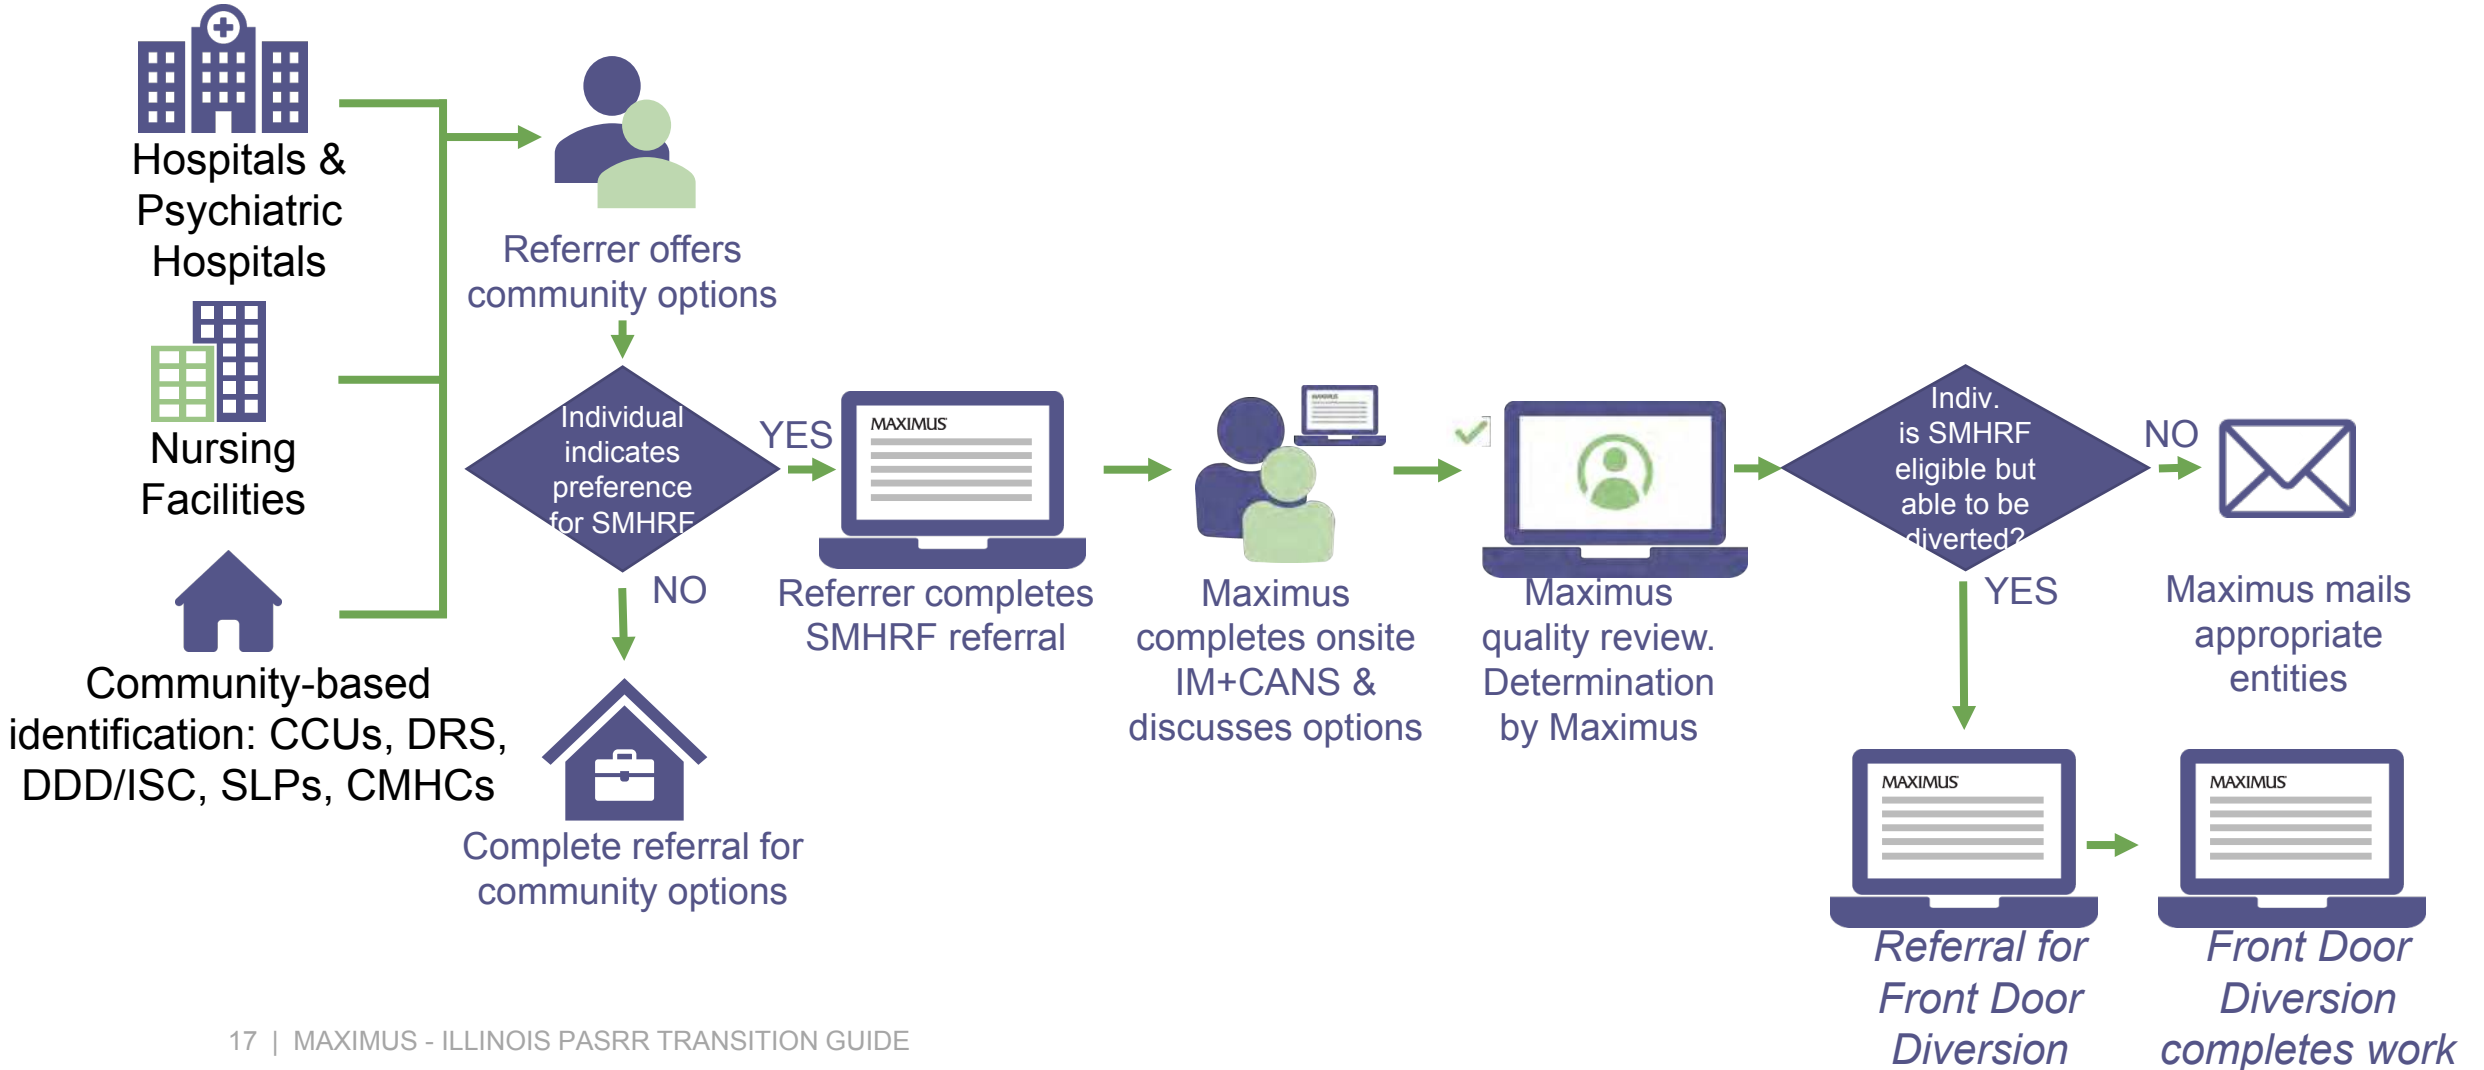 Hospitals &
Psychiatric
Hospitals
Nursing
Facilities
Community-based
identification: CCUs, DRS,
DDD/ISC, SLPs, CMHCs
Referrer offers
community options
Individual
indicates
preference
for SMHRF
YES
NO
Complete referral for
community options
MAXIMUS
Referrer completes
SMHRF referral
MAXIMUS
Maximus
completes onsite
IM+CANS &
discusses options
Maximus
quality review.
Determination
by Maximus
Indiv.
is SMHRF
eligible but
able to be
diverted?
NO
Maximus mails
appropriate
entities
YES
MAXIMUS
Referral for
Front Door
Diversion
MAXIMUS
Front Door
Diversion
completes work
17 | MAXIMUS - ILLINOIS PASRR TRANSITION GUIDE